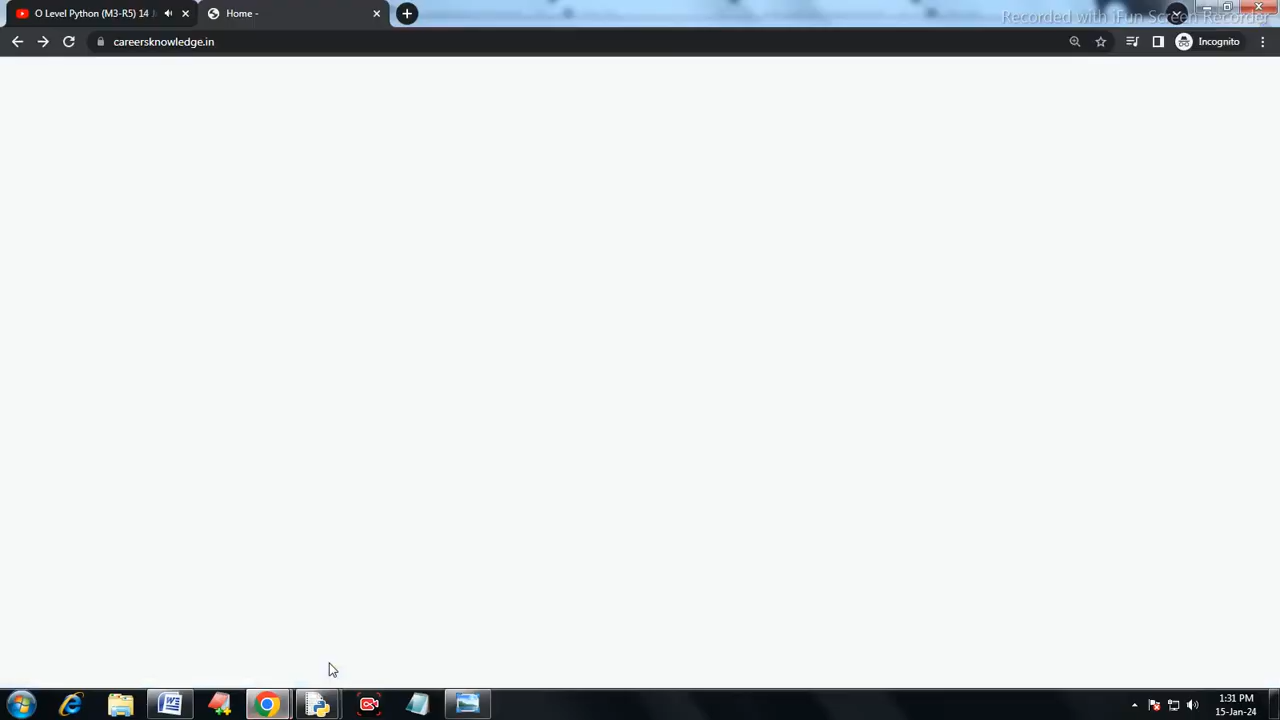 O Level Python (M3-R5) 14
Home -
Recorded with iFun Screen Recorder
careersknowledge.in
Incognito
1:31 PM
15-Jan-24